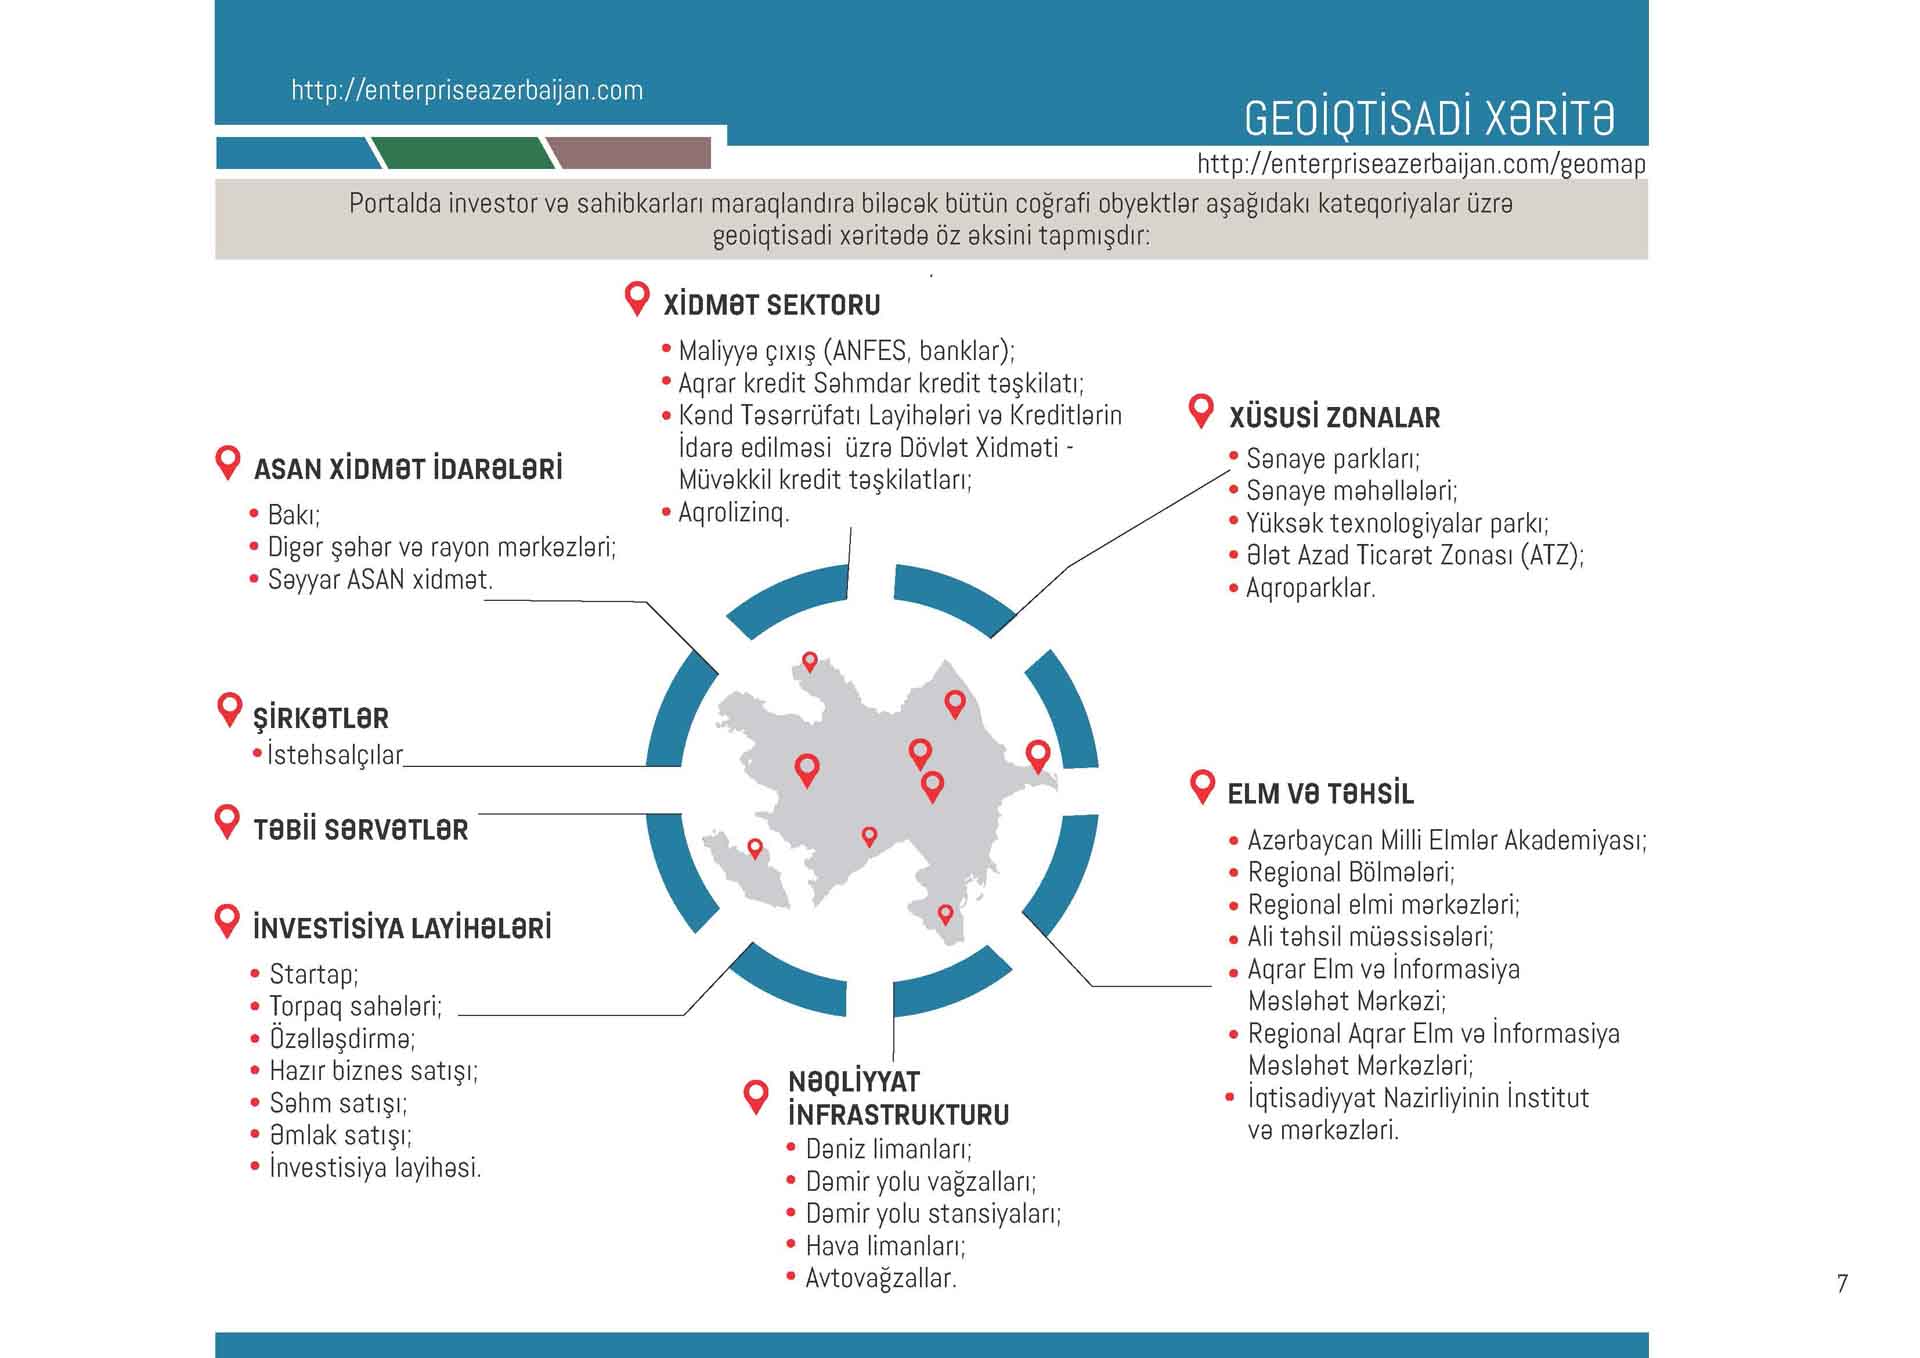 http://enterpriseazerbaijan.com
GEOİQTİSADİ XƏRİTƏ
http://enterpriseazerbaijan.com/geomap
Portalda investor və sahibkarları maraqlandıra biləcək bütün coğrafi obyektlər aşağıdakı kateqoriyalar üzrə
geoiqtisadi xəritədə öz əksini tapmışdır:
XİDMƏT SEKTORU
• Maliyyə çıxış (ANFES, banklar);
• Aqrar kredit Səhmdar kredit təşkilatı;
• Kənd Təsərrüfatı Layihələri və Kreditlərin
İdarə edilməsi üzrə Dövlət Xidməti -
Müvəkkil kredit təşkilatları;
• Aqrolizinq.
XÜSUSİ ZONALAR
• Sənaye parkları;
• Sənaye məhəllələri;
• Yüksək texnologiyalar parkı;
• Ələt Azad Ticarət Zonası (ATZ);
• Aqroparklar.
ASAN XİDMƏT İDARƏLƏRİ
• Bakı;
• Digər şəhər və rayon mərkəzləri;
• Səyyar ASAN xidmət.
ŞİRKƏTLƏR
• İstehsalçılar
TƏBİİ SƏRVƏTLƏR
İNVESTİSİYA LAYİHƏLƏRİ
• Startap;
• Torpaq sahələri;
• Özəlləşdirmə;
• Hazır biznes satışı;
• Səhm satışı;
• Əmlak satışı;
• İnvestisiya layihəsi.
ELM VƏ TƏHSİL
• Azərbaycan Milli Elmlər Akademiyası;
• Regional Bölmələri;
• Regional elmi mərkəzləri;
• Ali təhsil müəssisələri;
• Aqrar Elm və İnformasiya
Məsləhət Mərkəzi;
• Regional Aqrar Elm və İnformasiya
Məsləhət Mərkəzləri;
• İqtisadiyyat Nazirliyinin İnstitut
və mərkəzləri.
NƏQLİYYAT
İNFRASTRUKTURU
• Dəniz limanları;
• Dəmir yolu vağzalları;
• Dəmir yolu stansiyaları;
• Hava limanları;
• Avtovağzallar.
7